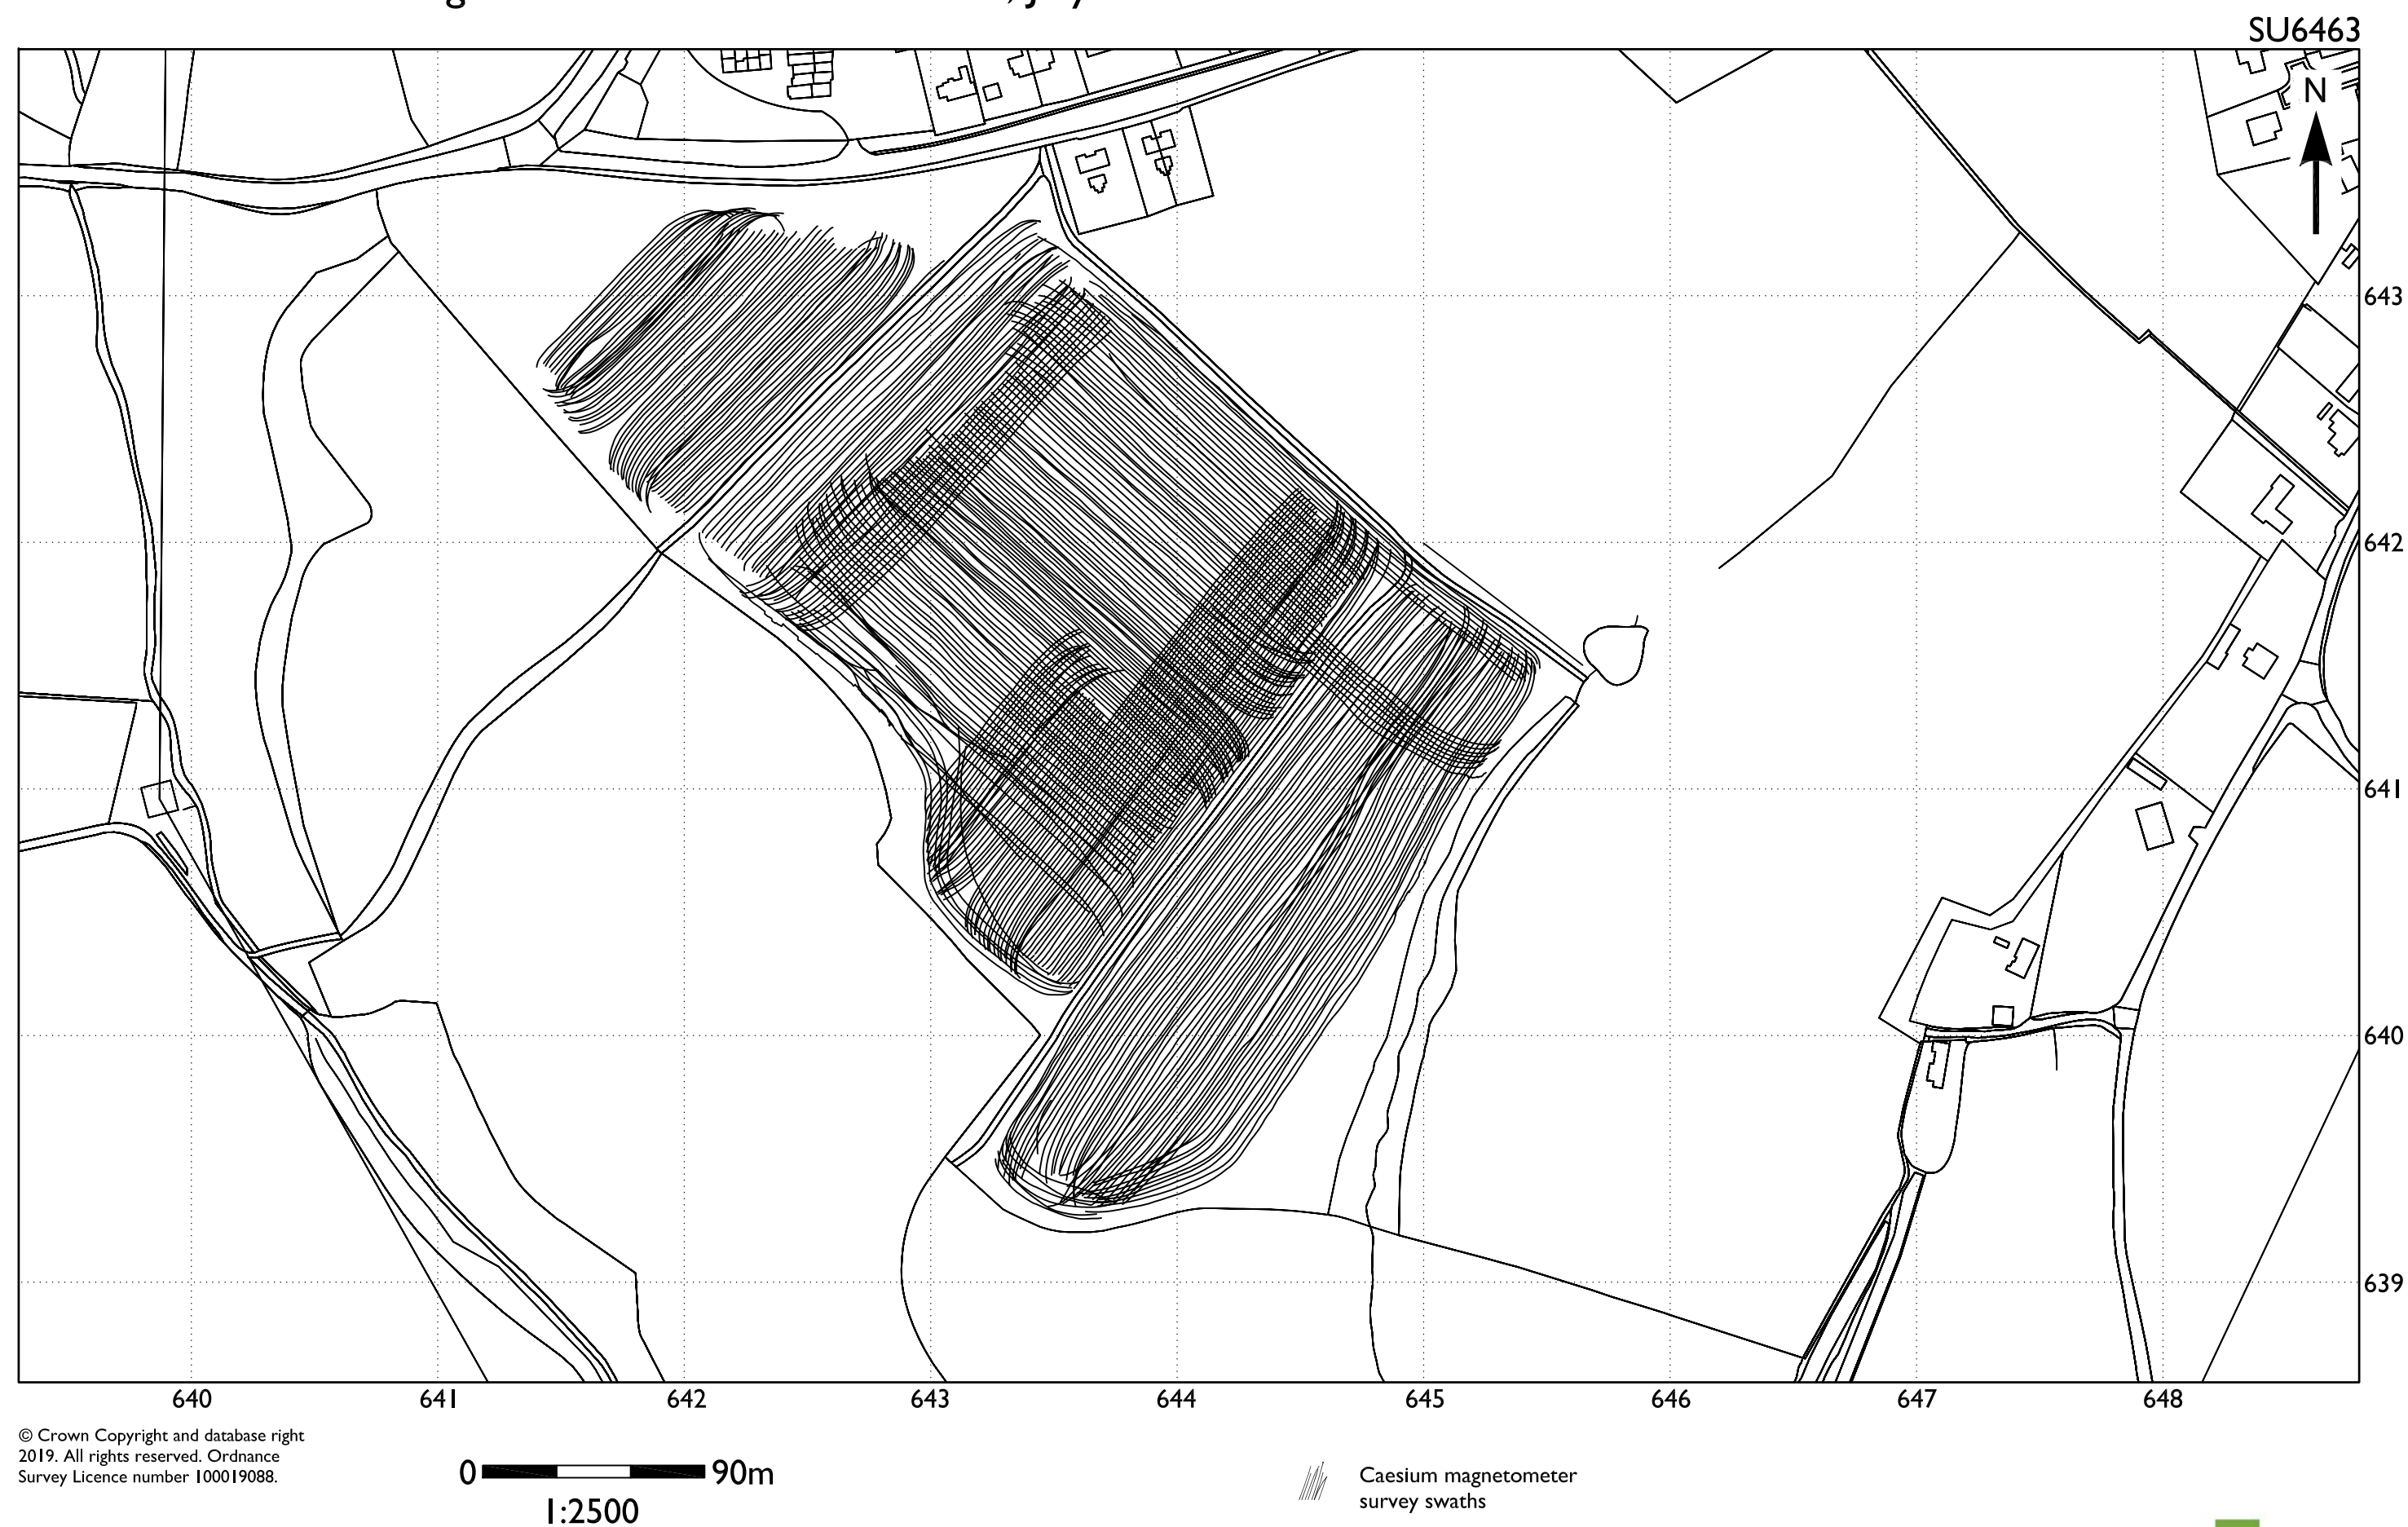 SU6463
N
643
642
641
640
639
640 641 642 643 644 645 646 647 648
© Crown Copyright and database right
2019. All rights reserved. Ordnance
Survey Licence number 100019088.
0 90m
1:2500
Caesium magnetometer
survey swaths